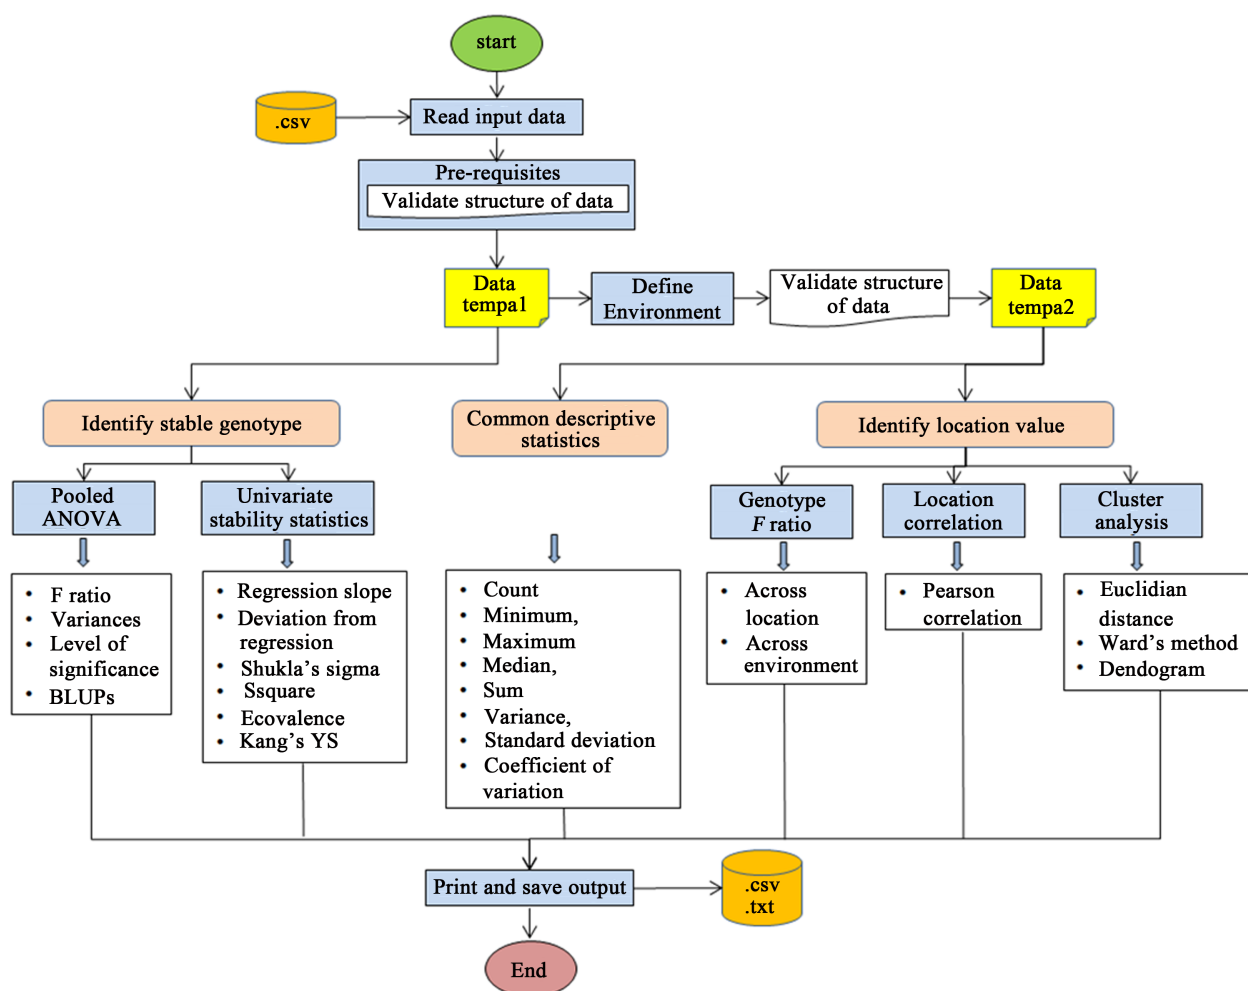 start
.csv
Read input data
Pre-requisites
Validate structure of data
Data
tempa1
Define
Environment
Validate structure
of data
Data
tempa2
Identify stable genotype
Common descriptive
statistics
Identify location value
Pooled
ANOVA
Univariate
stability statistics
Genotype
F ratio
Location
correlation
Cluster
analysis
• F ratio
• Variances
• Level of
significance
• BLUPs
• Regression slope
• Deviation from
regression
• Shukla's sigma
• Ssquare
• Ecovalence
• Kang's YS
• Count
• Minimum,
• Maximum
• Median,
• Sum
• Variance,
• Standard deviation
• Coefficient of
variation
• Across
location
• Across
environment
• Pearson
correlation
• Euclidian
distance
• Ward's method
• Dendogram
Print and save output
.csv
.txt
End